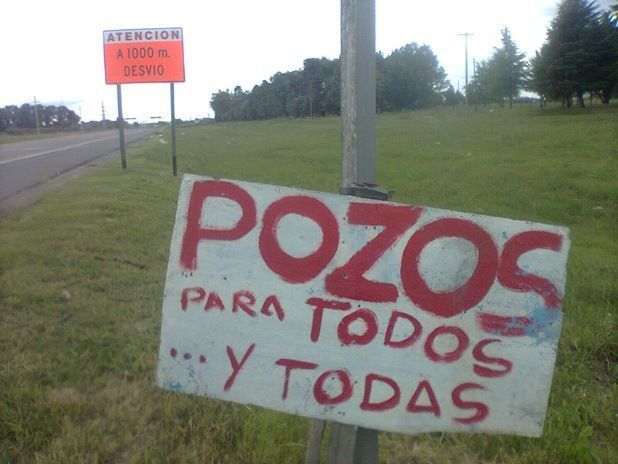 ATENCION
A 1000 m.
DESVIO
POZOS
PARA TODOS
... Y TODAS